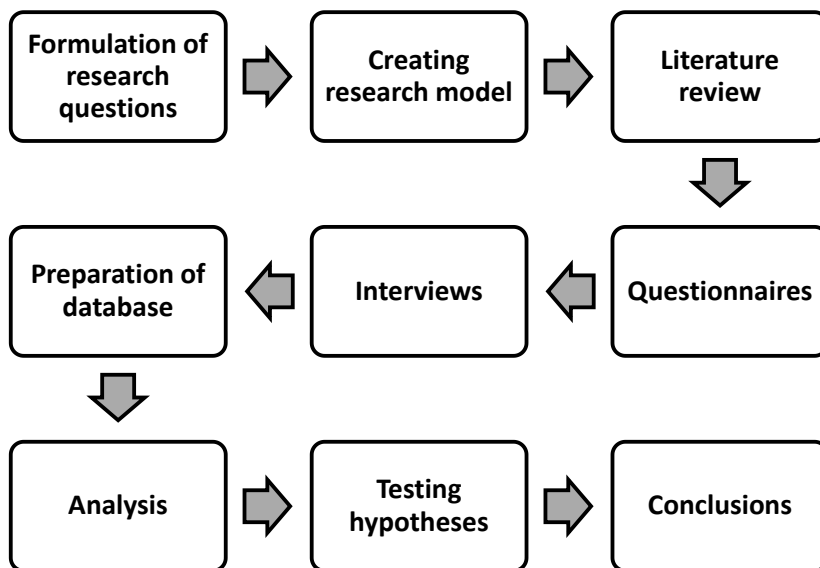 Formulation of
research
questions
Creating
research model
Literature
review
Questionnaires
Interviews
Preparation of
database
Analysis
Testing
hypotheses
Conclusions